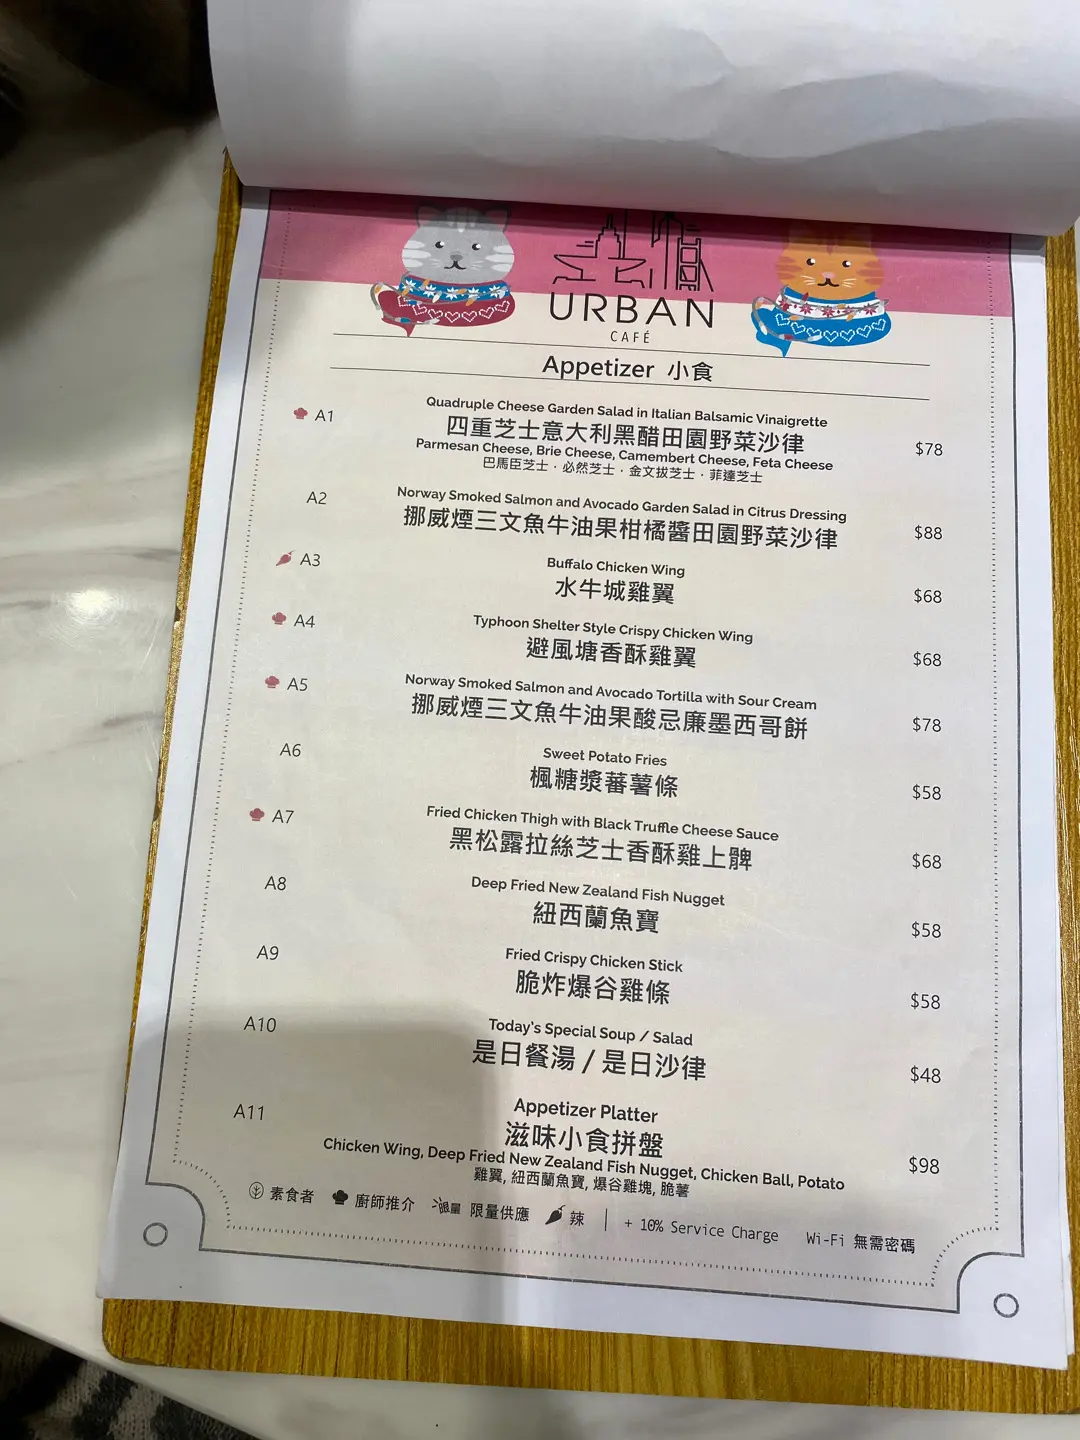 URBAN
CAFÉ
Appetizer 小食
A1
Quadruple Cheese Garden Salad in Italian Balsamic Vinaigrette
四重芝士意大利黑醋田園野菜沙律
Parmesan Cheese, Brie Cheese, Camembert Cheese, Feta Cheese
巴馬臣芝士．必然芝士．金文拔芝士．菲達芝士
$78
A2
Norway Smoked Salmon and Avocado Garden Salad in Citrus Dressing
挪威煙三文魚牛油果柑橘醬田園野菜沙律
$88
A3
Buffalo Chicken Wing
水牛城雞翼
$68
A4
Typhoon Shelter Style Crispy Chicken Wing
避風塘香酥雞翼
$68
A5
Norway Smoked Salmon and Avocado Tortilla with Sour Cream
挪威煙三文魚牛油果酸忌廉墨西哥餅
$78
A6
Sweet Potato Fries
楓糖漿蕃薯條
$58
A7
Fried Chicken Thigh with Black Truffle Cheese Sauce
黑松露拉絲芝士香酥雞上髀
$68
A8
Deep Fried New Zealand Fish Nugget
紐西蘭魚寶
$58
A9
Fried Crispy Chicken Stick
脆炸爆谷雞條
$58
A10
Today's Special Soup / Salad
是日餐湯 / 是日沙律
$48
A11
Appetizer Platter
滋味小食拼盤
Chicken Wing, Deep Fried New Zealand Fish Nugget, Chicken Ball, Potato
雞翼, 紐西蘭魚寶, 爆谷雞塊, 脆薯
$98
素食者 廚師推介 限量 限量供應 辣 | + 10% Service Charge Wi-Fi 無需密碼